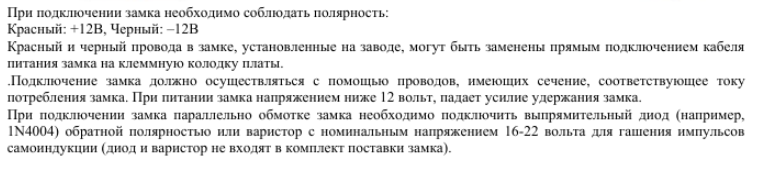 При подключении замка необходимо соблюдать полярность:
Красный: +12В, Черный: –12В
Красный и черный провода в замке, установленные на заводе, могут быть заменены прямым подключением кабеля
питания замка на клеммную колодку платы.
.Подключение замка должно осуществляться с помощью проводов, имеющих сечение, соответствующее току
потребления замка. При питании замка напряжением ниже 12 вольт, падает усилие удержания замка.
При подключении замка параллельно обмотке замка необходимо подключить выпрямительный диод (например,
1N4004) обратной полярностью или варистор с номинальным напряжением 16-22 вольта для гашения импульсов
самоиндукции (диод и варистор не входят в комплект поставки замка).